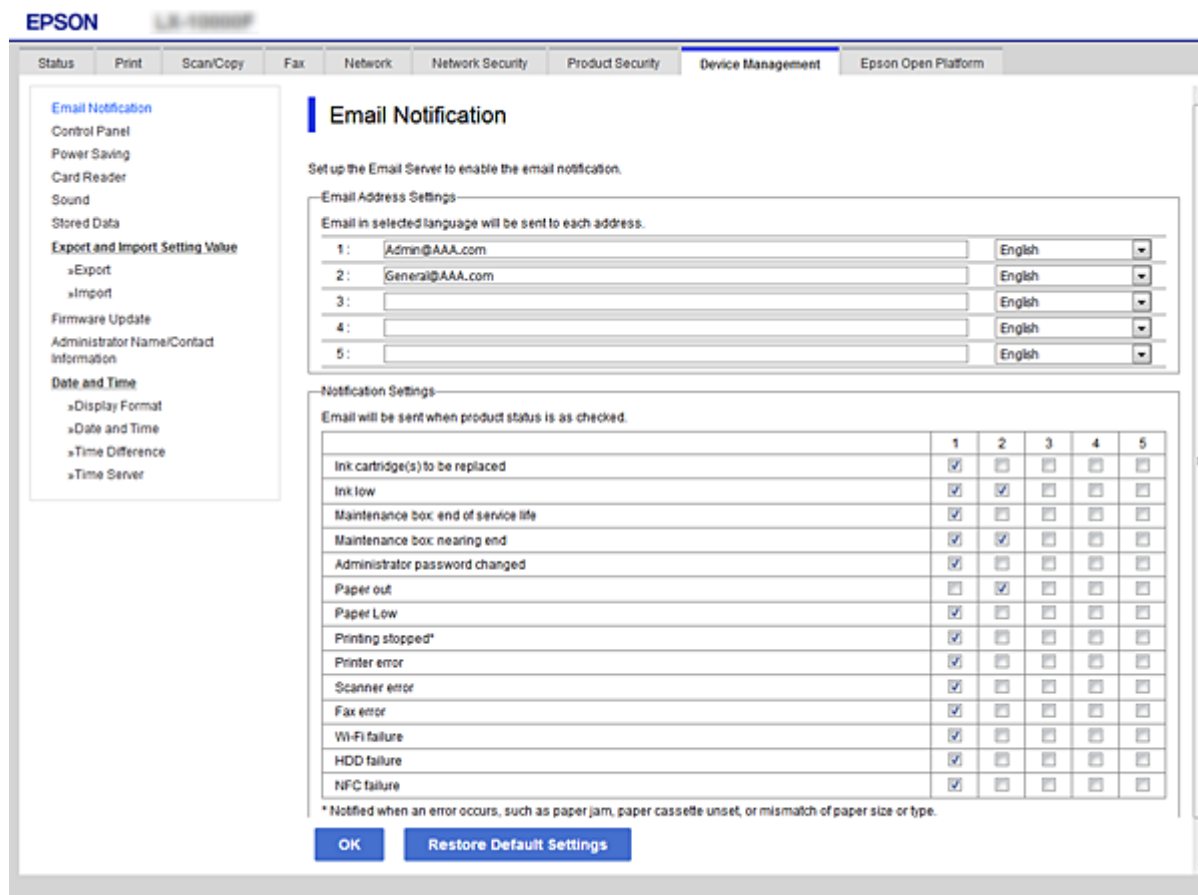 EPSON
Status Print Scan/Copy Fax Network Network Security Product Security Device Management Epson Open Platform
Email Notification
Control Panel
Power Saving
Card Reader
Sound
Stored Data
Export and Import Setting Value
»Export
»Import
Firmware Update
Administrator Name/Contact
Information
Date and Time
»Display Format
»Date and Time
»Time Difference
»Time Server
Email Notification
Set up the Email Server to enable the email notification.
Email Address Settings
Email in selected language will be sent to each address.
1 : Admin@AAA.com English
2 : General@AAA.com English
3 : English
4 : English
5 : English
Notification Settings
Email will be sent when product status is as checked.
1 2 3 4 5
Ink cartridge(s) to be replaced
Ink low
Maintenance box: end of service life
Maintenance box: nearing end
Administrator password changed
Paper out
Paper Low
Printing stopped*
Printer error
Scanner error
Fax error
Wi-Fi failure
HDD failure
NFC failure
* Notified when an error occurs, such as paper jam, paper cassette unset, or mismatch of paper size or type.
OK Restore Default Settings